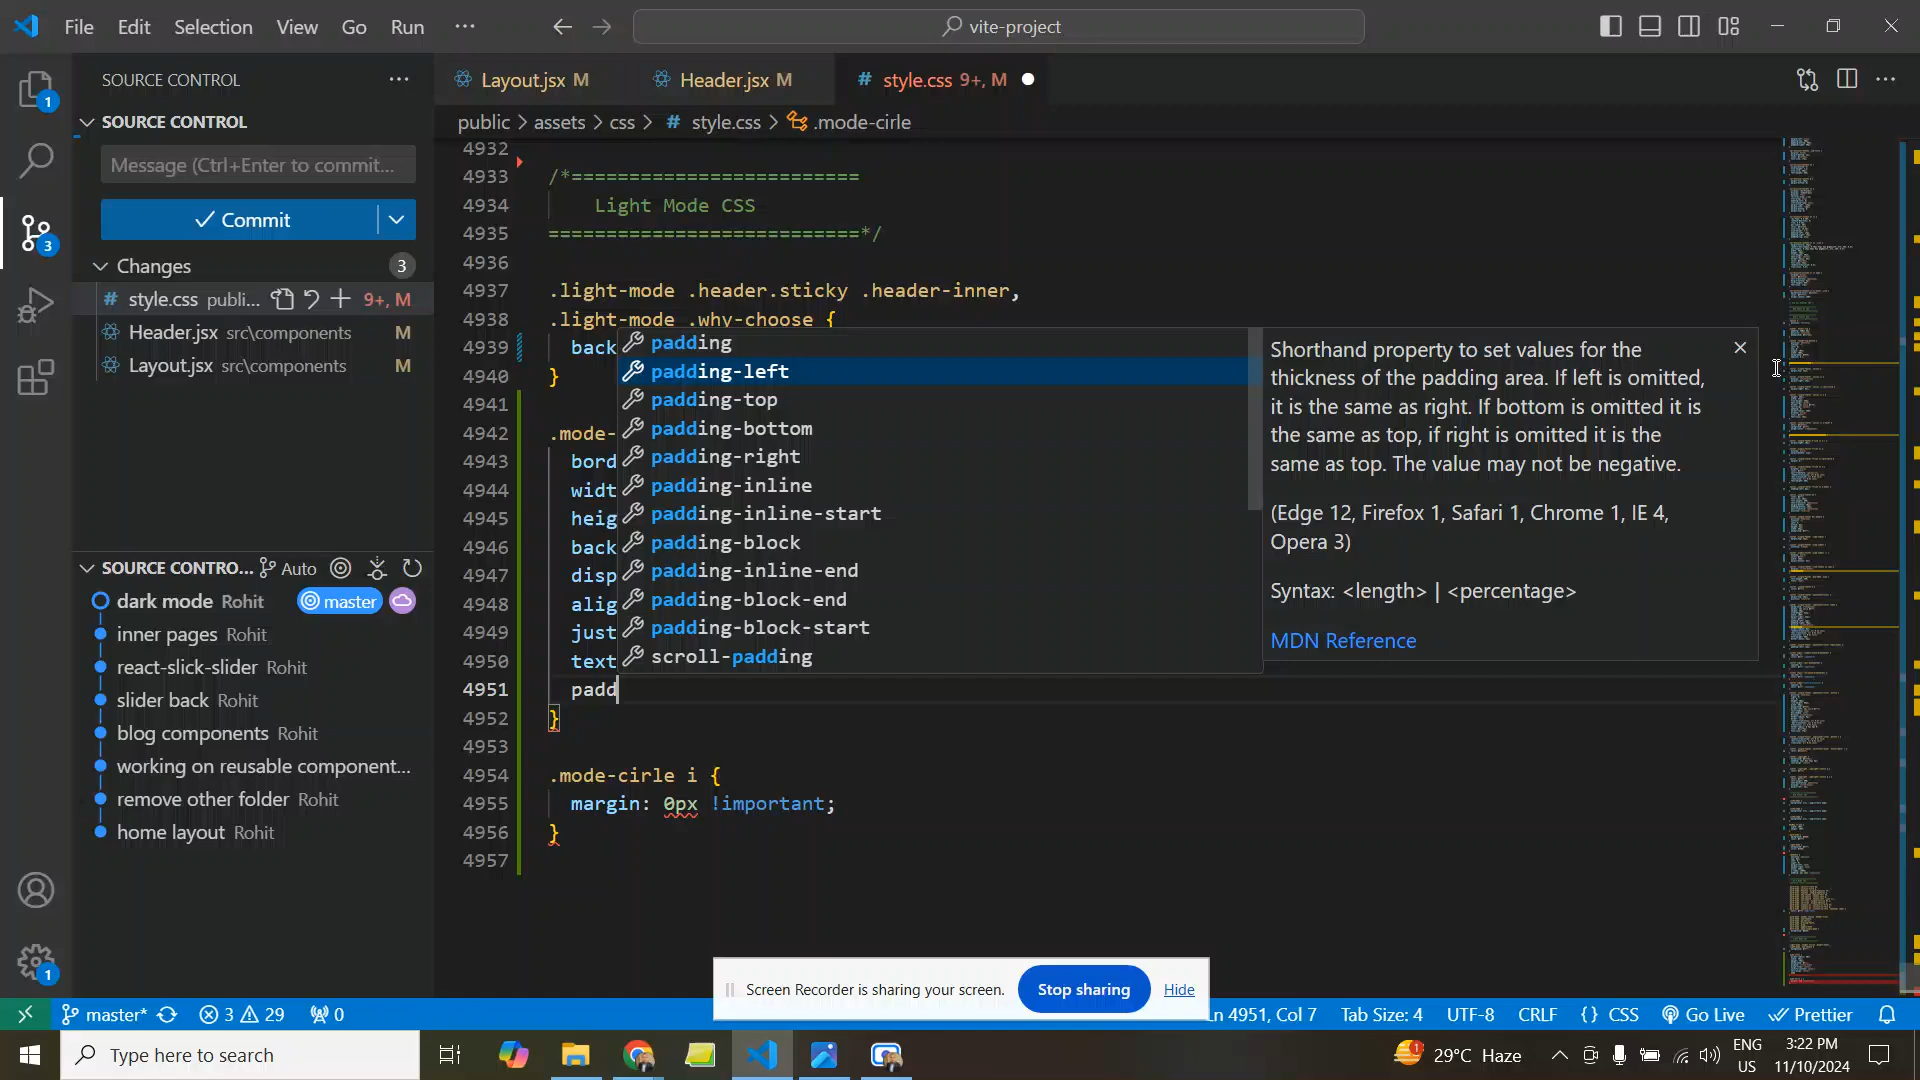 File Edit Selection View Go Run ··· vite-project
SOURCE CONTROL ···
SOURCE CONTROL
Message (Ctrl+Enter to commit...
Commit
Changes 3
style.css publi... 9+, M
Header.jsx src\components M
Layout.jsx src\components M
1
3
SOURCE CONTRO... Auto
dark mode Rohit master
inner pages Rohit
react-slick-slider Rohit
slider back Rohit
blog components Rohit
working on reusable component...
remove other folder Rohit
home layout Rohit
1
Layout.jsx M Header.jsx M # style.css 9+, M
public > assets > css > # style.css > .mode-cirle
4932
4933 /*=========================
4934 Light Mode CSS
4935 ===========================*/
4936
4937 .light-mode .header.sticky .header-inner,
4938 .light-mode .why-choose {
4939 back
4940 }
4941
4942 .mode-
4943 bord
4944 widt
4945 heig
4946 back
4947 disp
4948 alig
4949 just
4950 text
4951 padd
4952 }
4953
4954 .mode-cirle i {
4955 margin: 0px !important;
4956 }
4957
padding
padding-left
padding-top
padding-bottom
padding-right
padding-inline
padding-inline-start
padding-block
padding-inline-end
padding-block-end
padding-block-start
scroll-padding
Shorthand property to set values for the
thickness of the padding area. If left is omitted,
it is the same as right. If bottom is omitted it is
the same as top, if right is omitted it is the
same as top. The value may not be negative.
(Edge 12, Firefox 1, Safari 1, Chrome 1, IE 4,
Opera 3)
Syntax: <length> | <percentage>
MDN Reference
Screen Recorder is sharing your screen. Stop sharing Hide
master* 3 29 0 Ln 4951, Col 7 Tab Size: 4 UTF-8 CRLF {} CSS Go Live Prettier
Type here to search
1 29°C Haze
ENG
US
3:22 PM
11/10/2024